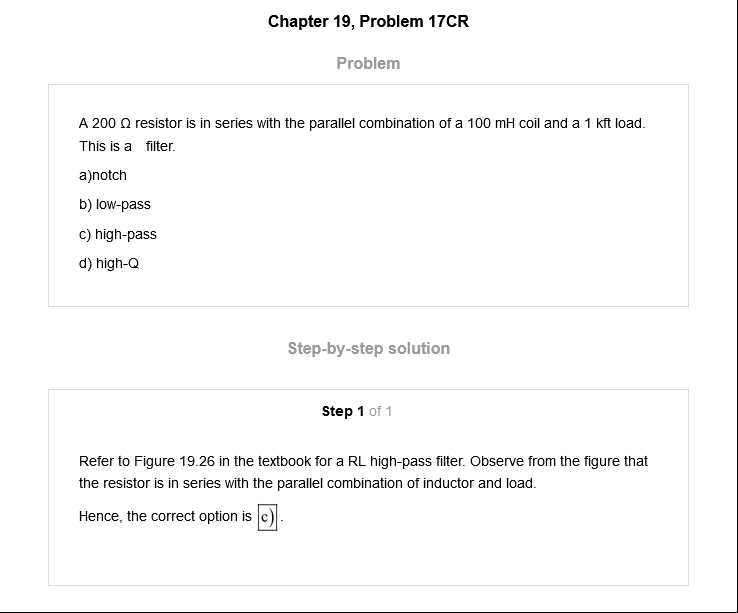 Chapter 19, Problem 17CR
Problem
A 200 Ω resistor is in series with the parallel combination of a 100 mH coil and a 1 kft load.
This is a filter.
a)notch
b) low-pass
c) high-pass
d) high-Q
Step-by-step solution
Step 1 of 1
Refer to Figure 19.26 in the textbook for a RL high-pass filter. Observe from the figure that
the resistor is in series with the parallel combination of inductor and load.
Hence, the correct option is c) .